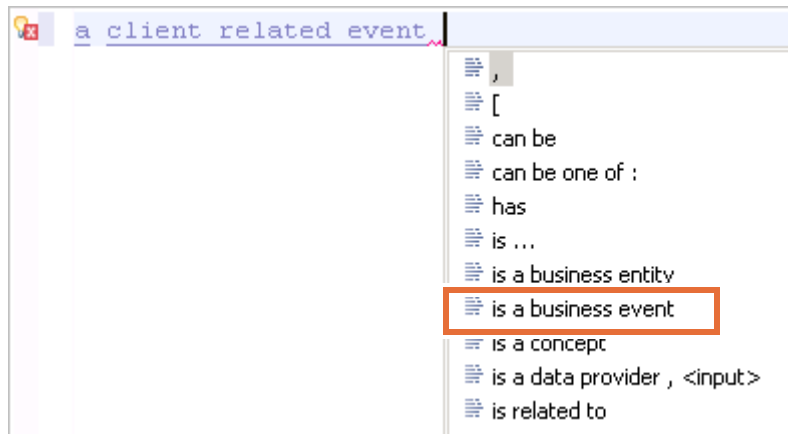 a client related event
,
[
can be
can be one of :
has
is ...
is a business entity
is a business event
is a concept
is a data provider , <input>
is related to